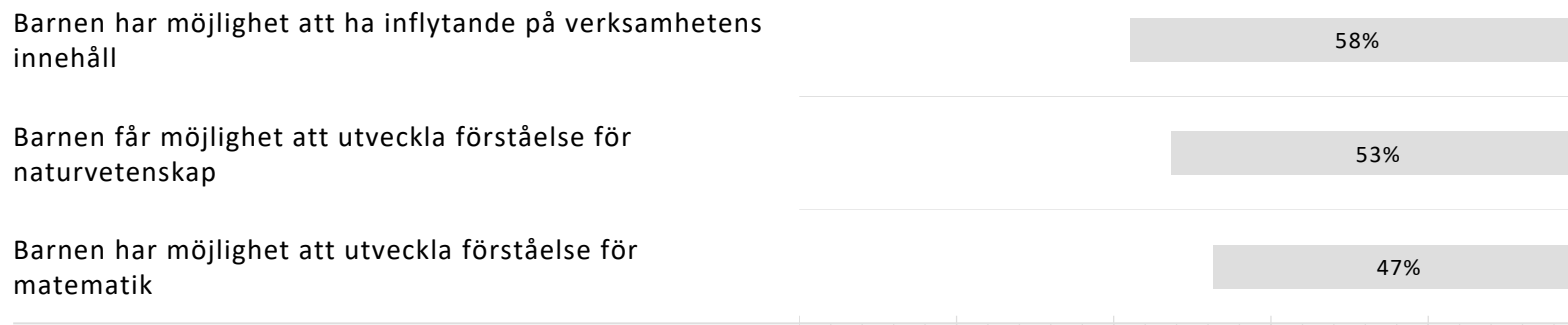 Barnen har möjlighet att ha inflytande på verksamhetens
innehåll
58%
Barnen får möjlighet att utveckla förståelse för
naturvetenskap
53%
Barnen har möjlighet att utveckla förståelse för
matematik
47%